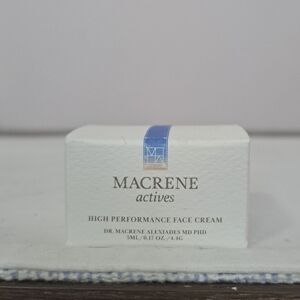 MACRENE
actives
HIGH PERFORMANCE FACE CREAM
DR. MACRENE ALEXIADES MD PHD
5ML / 0.17 OZ. / 4.4G